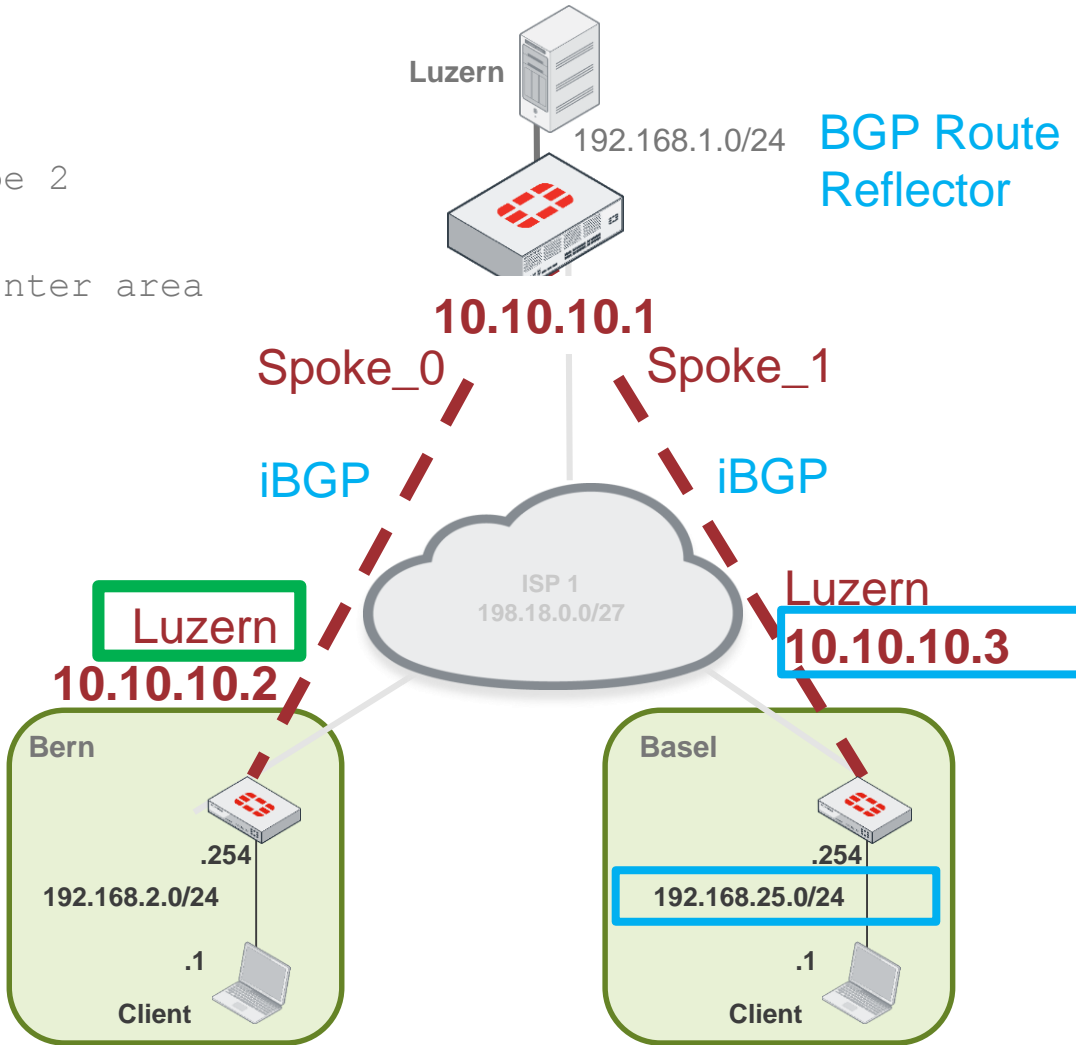 Luzern
192.168.1.0/24
BGP Route
Reflector
2
area
10.10.10.1
Spoke_0
Spoke_1
iBGP
iBGP
ISP 1
198.18.0.0/27
Luzern
10.10.10.2
Luzern
10.10.10.3
Bern
.254
192.168.2.0/24
.1
Client
Basel
.254
192.168.25.0/24
.1
Client